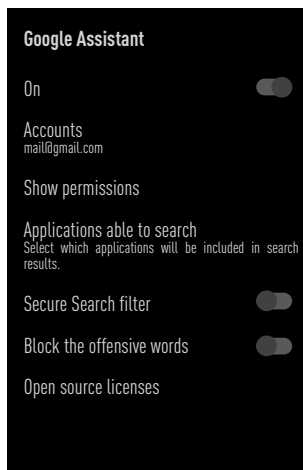 Google Assistant
On
Accounts
mail@gmail.com
Show permissions
Applications able to search
Select which applications will be included in search
results.
Secure Search filter
Block the offensive words
Open source licenses